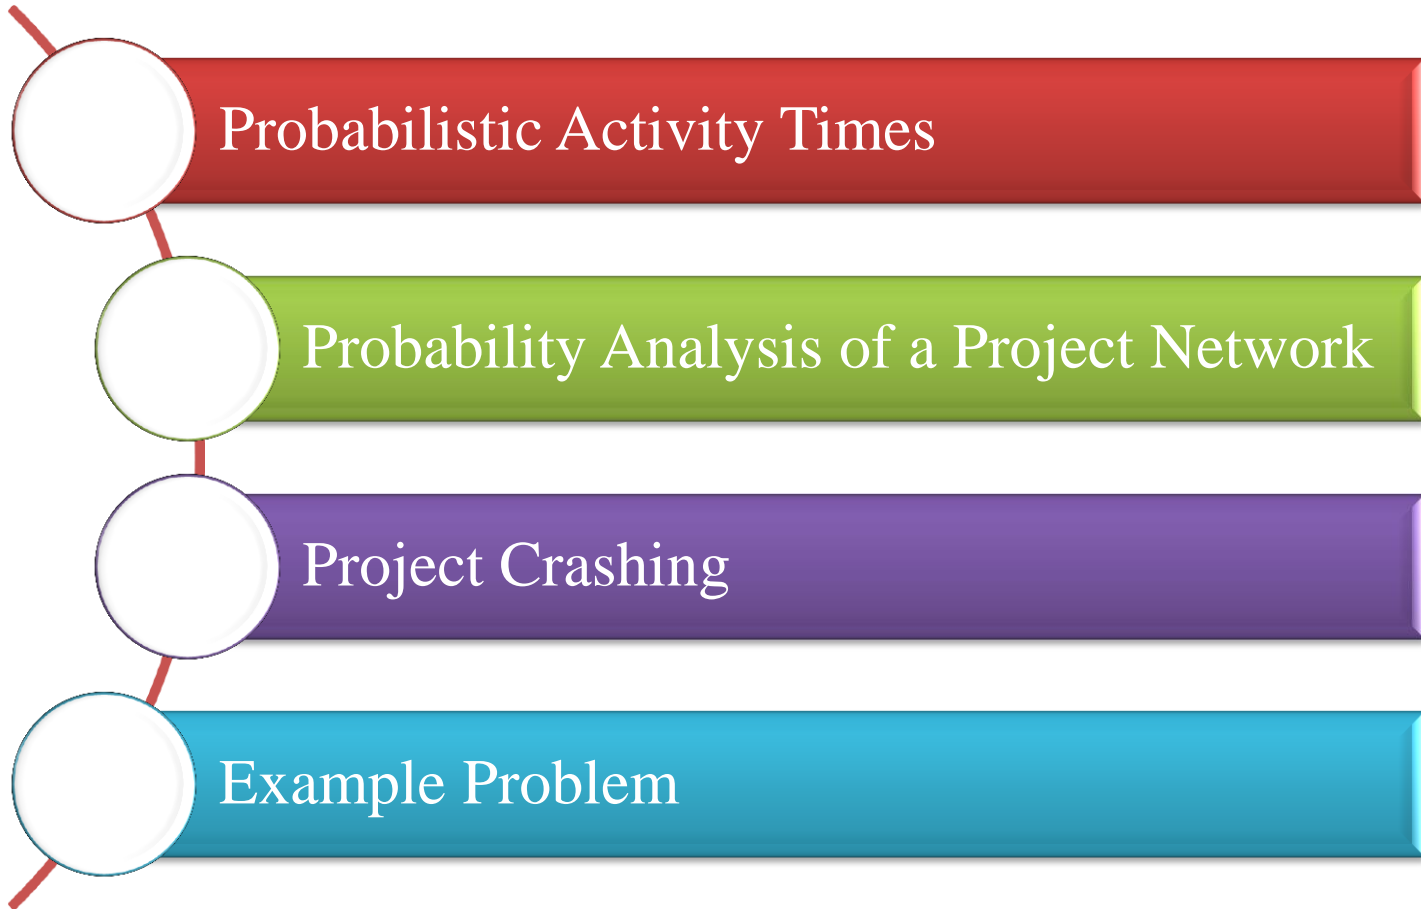 Probabilistic Activity Times
Probability Analysis of a Project Network
Project Crashing
Example Problem